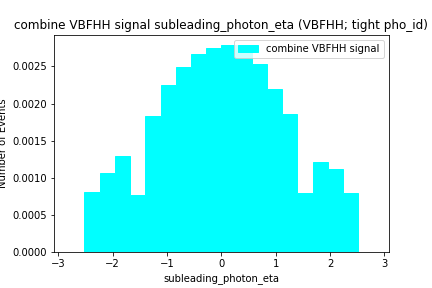 combine VBFHH signal subleading_photon_eta (VBFHH; tight pho_id)
combine VBFHH signal
Number of Events
0.0025
0.0020
0.0015
0.0010
0.0005
0.0000
−3 −2 −1 0 1 2 3
subleading_photon_eta